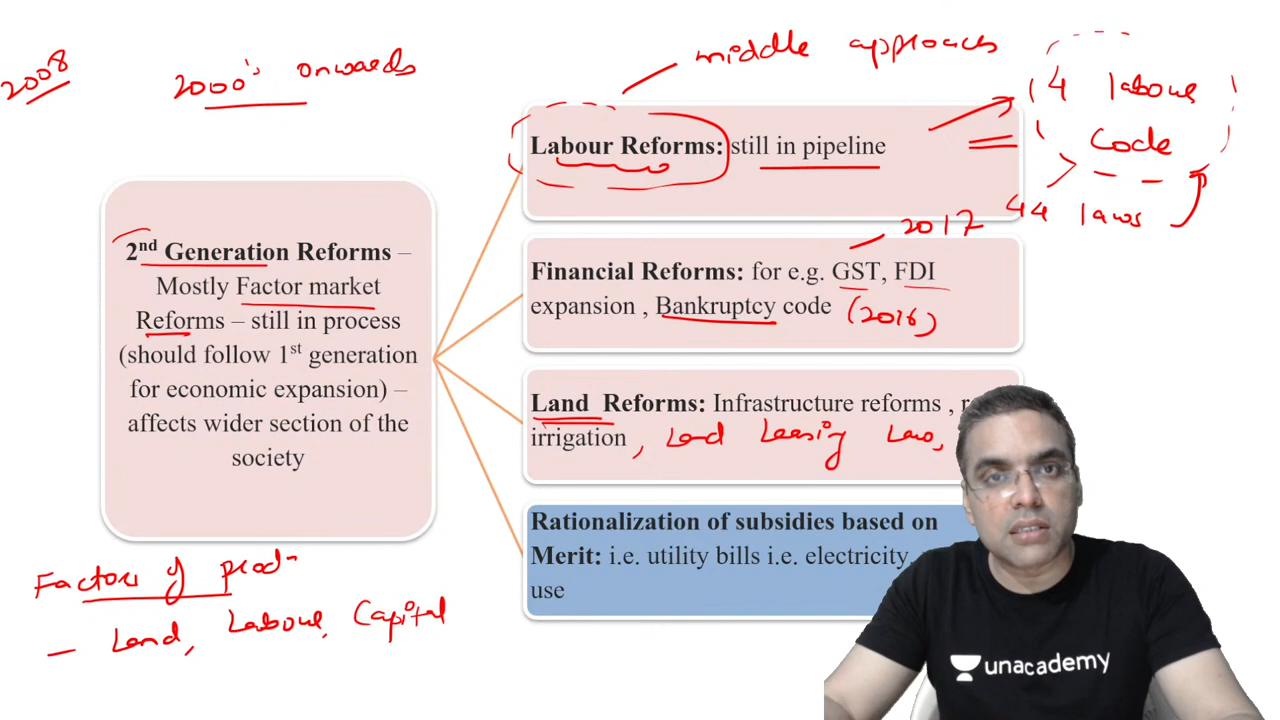 2008
2000's onwards
middle approach
4 labour
Code
44 laws
Labour Reforms: still in pipeline
2nd Generation Reforms –
Mostly Factor market
Reforms – still in process
(should follow 1st generation
for economic expansion) –
affects wider section of the
society
2017
Financial Reforms: for e.g. GST, FDI
expansion , Bankruptcy code (2016)
Land Reforms: Infrastructure reforms ,
irrigation , Land Leasing Law,
Rationalization of subsidies based on
Merit: i.e. utility bills i.e. electricity,
use
Factors of prod
– Land, Labour, Capital
unacademy